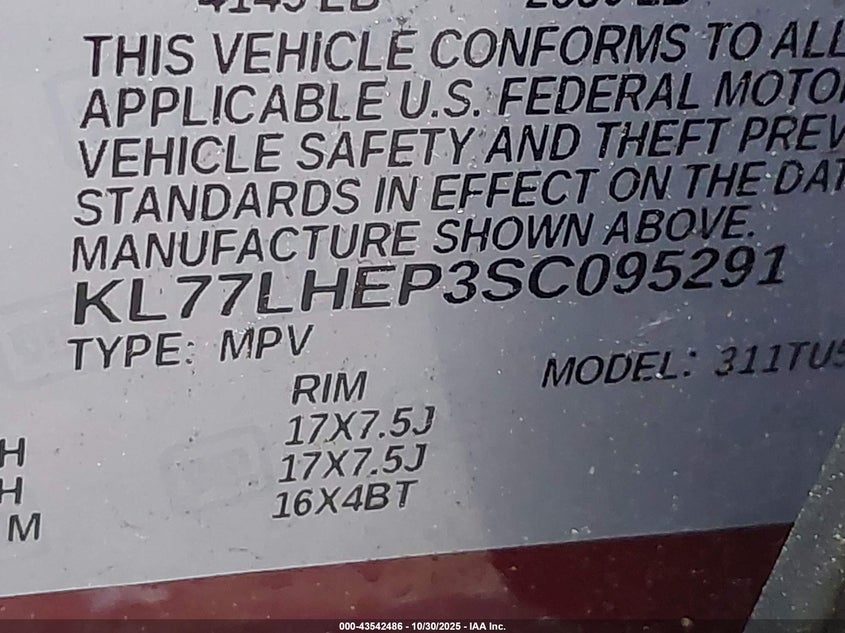 THIS VEHICLE CONFORMS TO ALL
APPLICABLE U.S. FEDERAL MOTO
VEHICLE SAFETY AND THEFT PREV
STANDARDS IN EFFECT ON THE DAT
MANUFACTURE SHOWN ABOVE.
KL77LHEP3SC095291
TYPE: MPV
MODEL: 311TU5
RIM
17X7.5J
H 17X7.5J
H 16X4BT
M
000-43542486 - 10/30/2025 - IAA Inc.